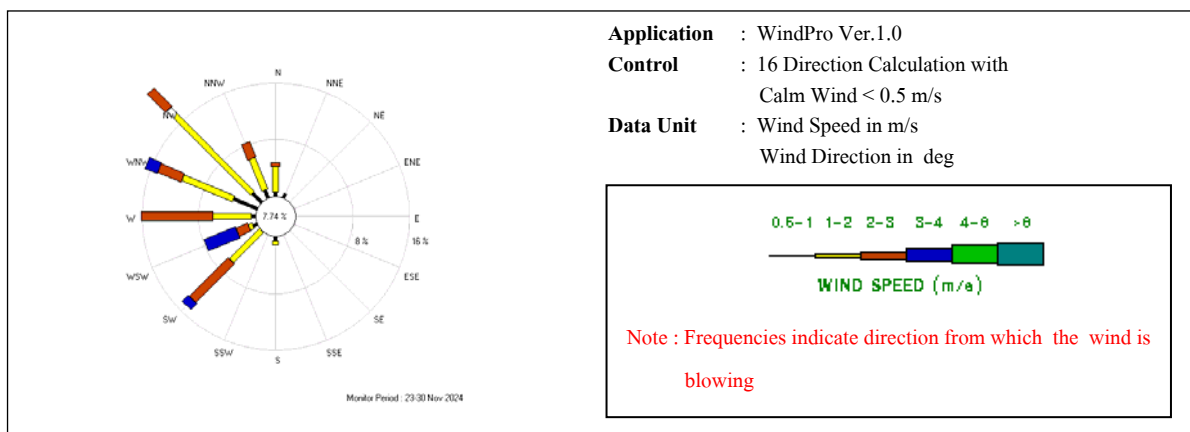 N
NNE
NE
ENE
E
ESE
SE
SSE
S
SSW
SW
WSW
W
WNW
NW
NNW
7.74 %
8 %
16 %
Monitor Period : 23-30 Nov 2024
Application : WindPro Ver.1.0
Control : 16 Direction Calculation with
Calm Wind < 0.5 m/s
Data Unit : Wind Speed in m/s
Wind Direction in deg
0.5-1 1-2 2-3 3-4 4-6 >6
WIND SPEED (m/s)
Note : Frequencies indicate direction from which the wind is
blowing